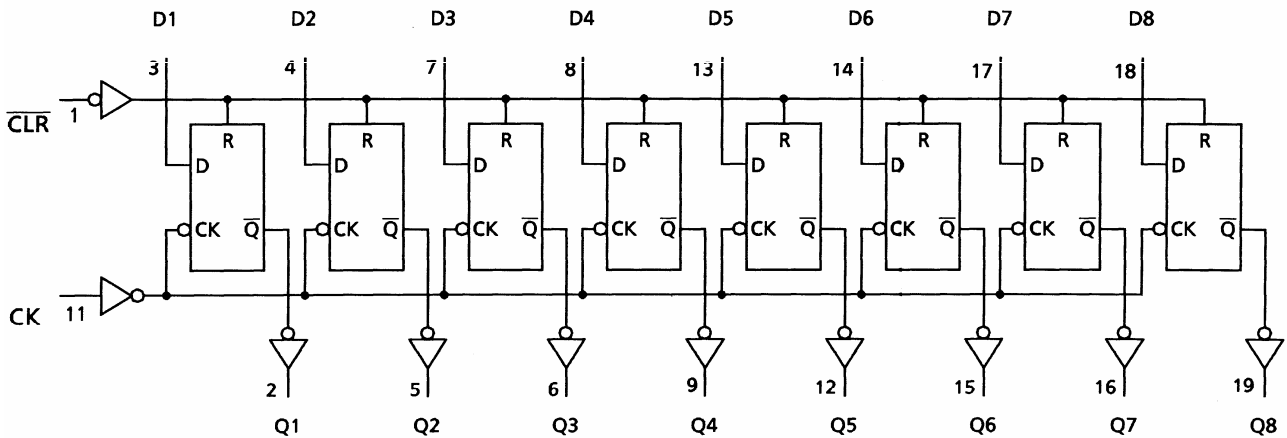 D1 D2 D3 D4 D5 D6 D7 D8
3 4 7 8 13 14 17 18
CLR 1
R R R R R R R R
D D D D D D D D
CK Q̅ CK Q̅ CK Q̅ CK Q̅ CK Q̅ CK Q̅ CK Q̅ CK Q̅
CK 11
2 5 6 9 12 15 16 19
Q1 Q2 Q3 Q4 Q5 Q6 Q7 Q8